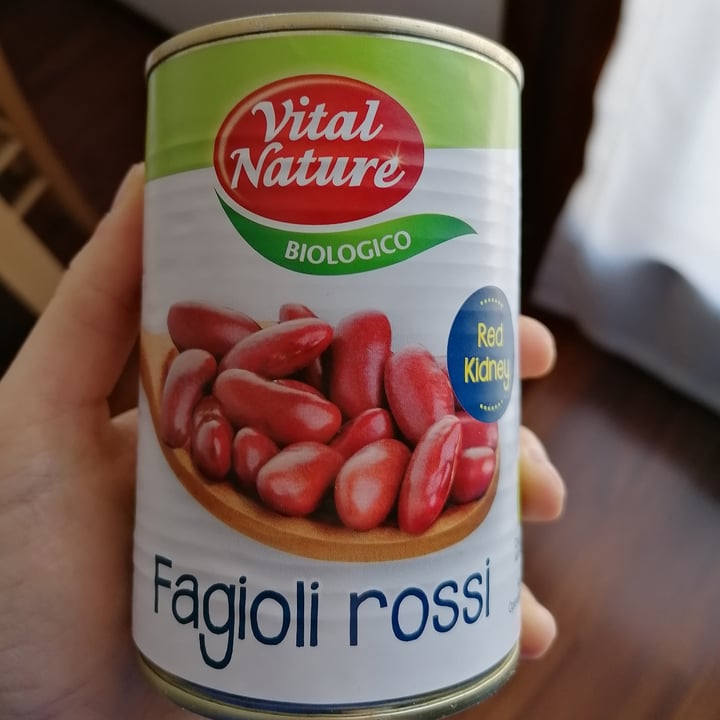 Vital
Nature
BIOLOGICO
Red
Kidney
Fagioli rossi